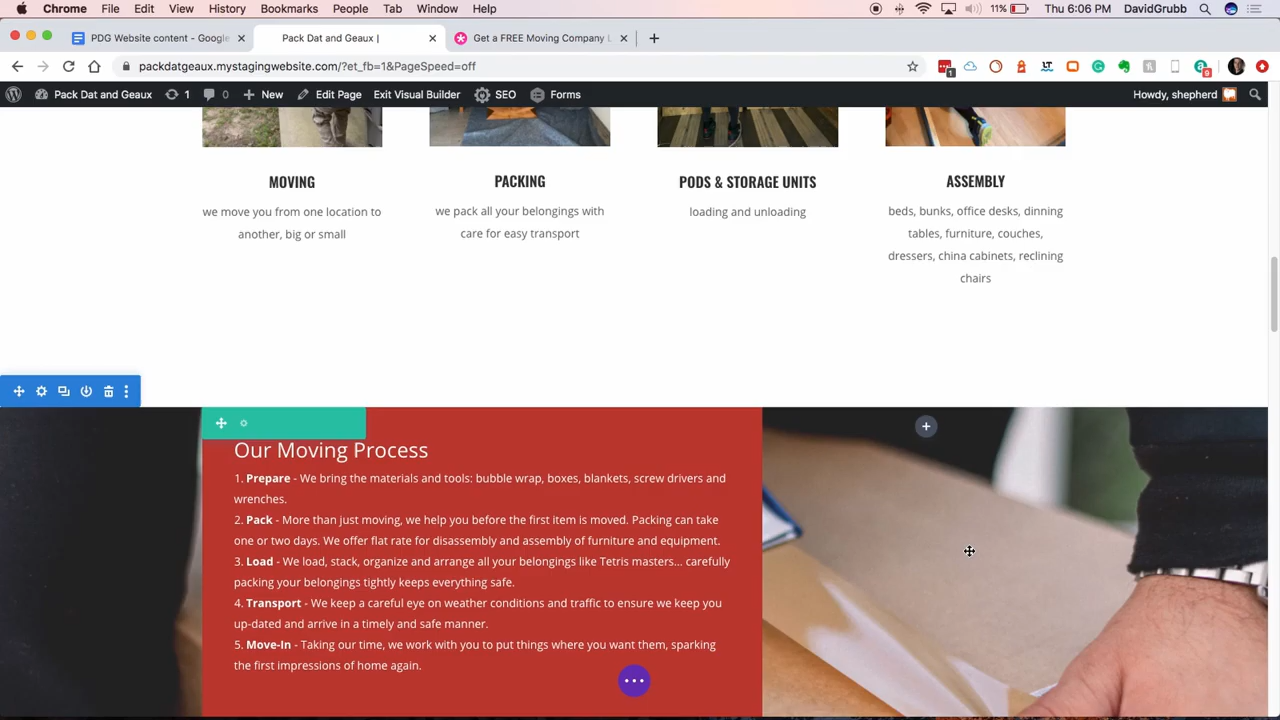 Chrome File Edit View History Bookmarks People Tab Window Help 11% Thu 6:06 PM DavidGrubb
PDG Website content - Google Pack Dat and Geaux | Get a FREE Moving Company L
packdatgeaux.mystagingwebsite.com/?et_fb=1&PageSpeed=off
Pack Dat and Geaux 1 0 New Edit Page Exit Visual Builder SEO Forms Howdy, shepherd
MOVING
we move you from one location to
another, big or small
PACKING
we pack all your belongings with
care for easy transport
PODS & STORAGE UNITS
loading and unloading
ASSEMBLY
beds, bunks, office desks, dinning
tables, furniture, couches,
dressers, china cabinets, reclining
chairs
Our Moving Process
1. Prepare - We bring the materials and tools: bubble wrap, boxes, blankets, screw drivers and
wrenches.
2. Pack - More than just moving, we help you before the first item is moved. Packing can take
one or two days. We offer flat rate for disassembly and assembly of furniture and equipment.
3. Load - We load, stack, organize and arrange all your belongings like Tetris masters... carefully
packing your belongings tightly keeps everything safe.
4. Transport - We keep a careful eye on weather conditions and traffic to ensure we keep you
up-dated and arrive in a timely and safe manner.
5. Move-In - Taking our time, we work with you to put things where you want them, sparking
the first impressions of home again.